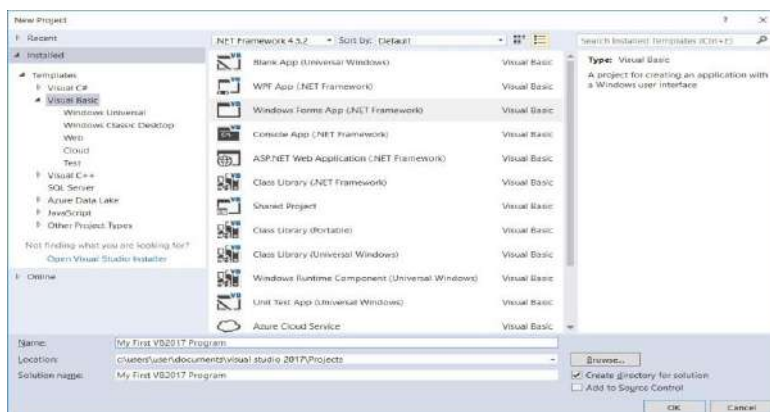 New Project
? ×
Recent
.NET Framework 4.5.2
Sort by: Default
Search Installed Templates (Ctrl+E)
Installed
Templates
Visual C#
Visual Basic
Windows Universal
Windows Classic Desktop
Web
Cloud
Test
Visual C++
SQL Server
Azure Data Lake
JavaScript
Other Project Types
Not finding what you are looking for?
Open Visual Studio Installer
Online
Blank App (Universal Windows) Visual Basic
WPF App (.NET Framework) Visual Basic
Windows Forms App (.NET Framework) Visual Basic
Console App (.NET Framework) Visual Basic
ASP.NET Web Application (.NET Framework) Visual Basic
Class Library (.NET Framework) Visual Basic
Shared Project Visual Basic
Class Library (Portable) Visual Basic
Class Library (Universal Windows) Visual Basic
Windows Runtime Component (Universal Windows) Visual Basic
Unit Test App (Universal Windows) Visual Basic
Azure Cloud Service Visual Basic
Type: Visual Basic
A project for creating an application with
a Windows user interface
Name: My First VB2017 Program
Location: c:\users\user\documents\visual studio 2017\Projects
Browse...
Solution name: My First VB2017 Program
Create directory for solution
Add to Source Control
OK Cancel